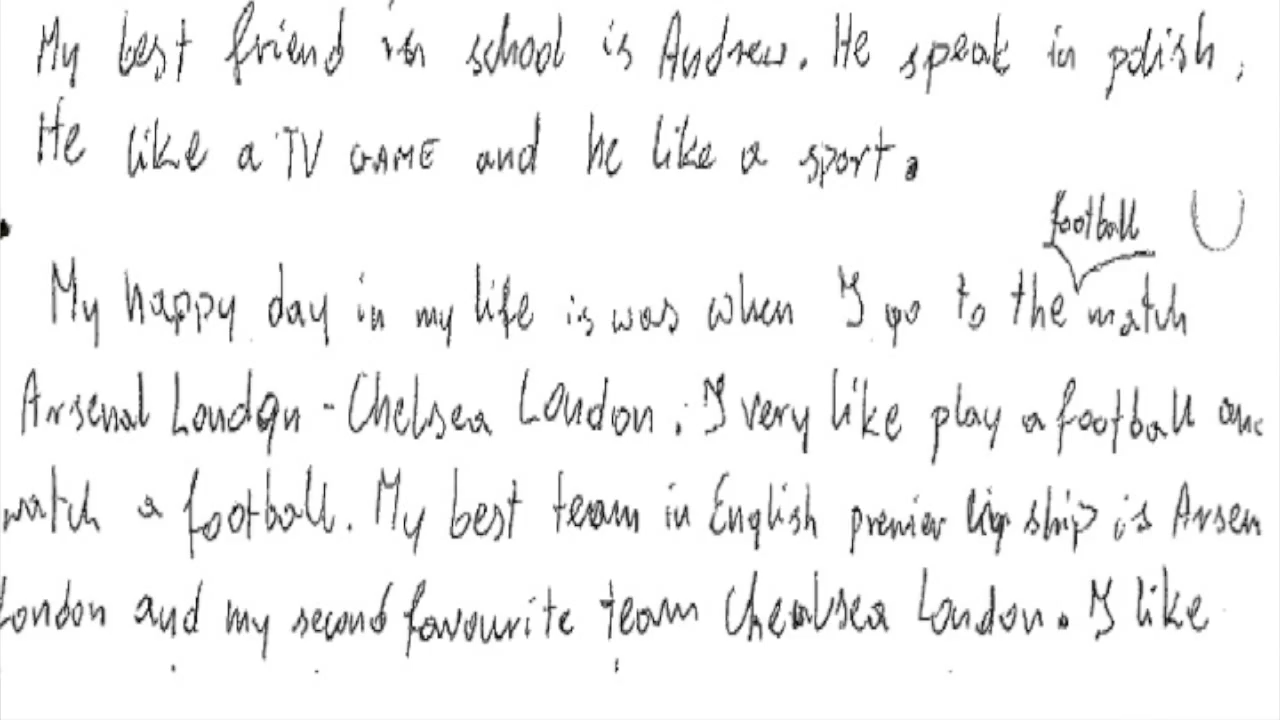 My best friend in school is Andrew. He speak in polish,
He like a TV GAME and he like a sport.
football
My happy day in my life is was when I go to the match
Arsenal London - Chelsea London. I very like play a football
match a football. My best team in English premier lig ship is Arsen
London and my second favourite team Chealsea London. I like